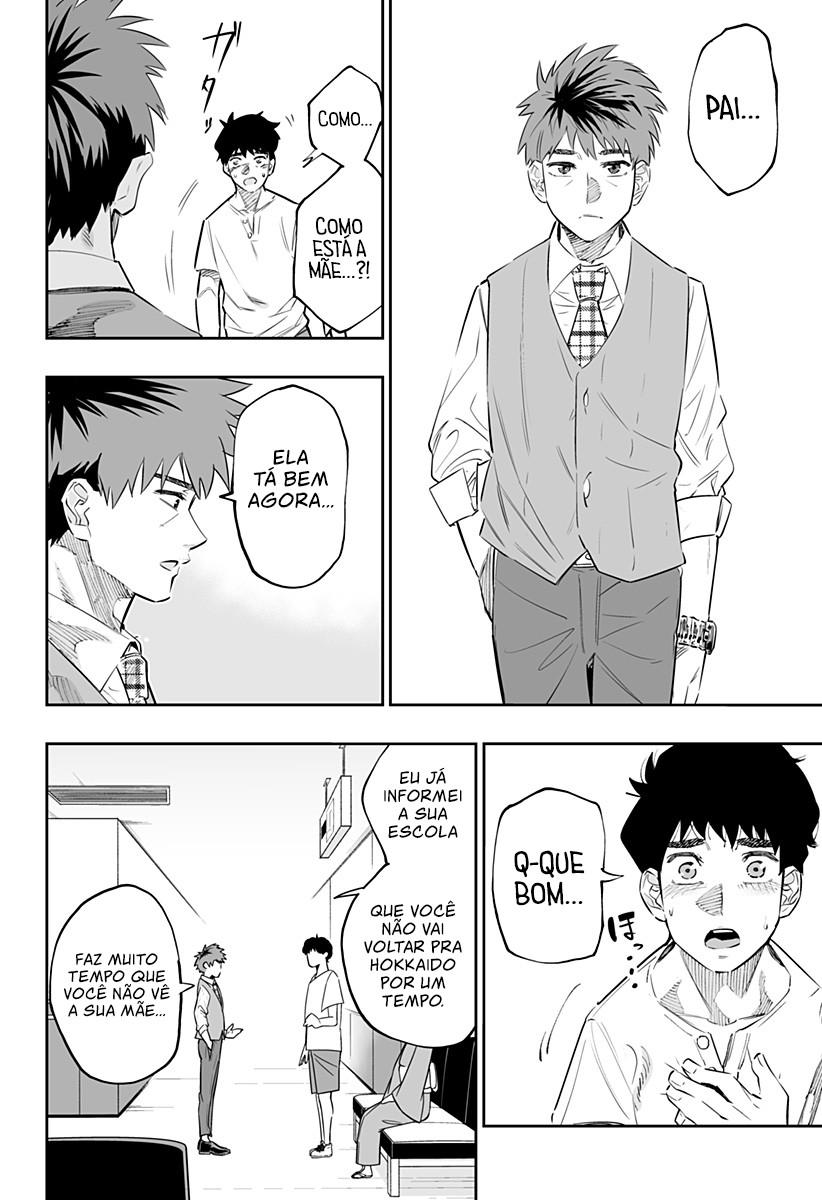 PAI...
ガタッ
COMO...
COMO
ESTÁ A
MÃE...?!
ELA
TÁ BEM
AGORA...
Q-QUE
BOM...
ほっ...
EU JÁ
INFORMEI
A SUA
ESCOLA
QUE VOCÊ
NÃO VAI
VOLTAR PRA
HOKKAIDO
POR UM
TEMPO.
FAZ MUITO
TEMPO QUE
VOCÊ NÃO VÊ
A SUA MÃE...